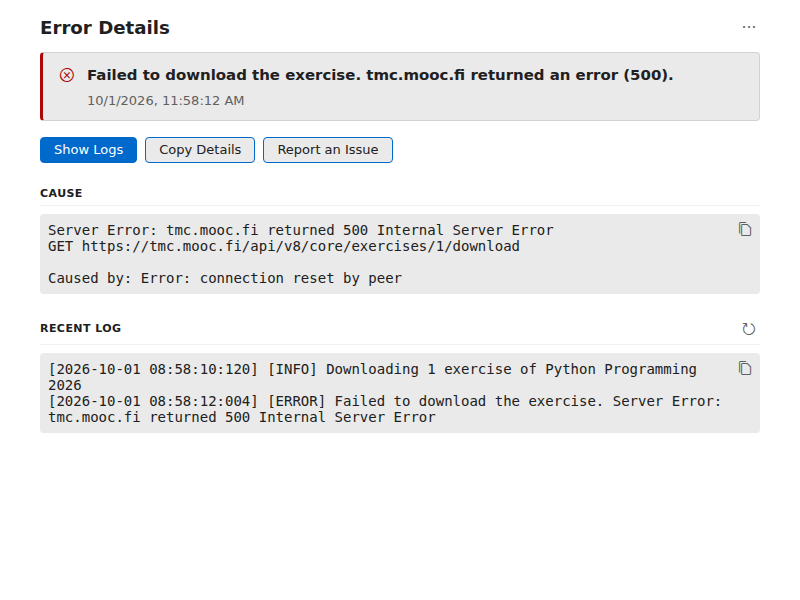 Error Details
Failed to download the exercise. tmc.mooc.fi returned an error (500).
10/1/2026, 11:58:12 AM
Show Logs
Copy Details
Report an Issue
CAUSE
Server Error: tmc.mooc.fi returned 500 Internal Server Error
GET https://tmc.mooc.fi/api/v8/core/exercises/1/download
Caused by: Error: connection reset by peer
RECENT LOG
[2026-10-01 08:58:10:120] [INFO] Downloading 1 exercise of Python Programming
2026
[2026-10-01 08:58:12:004] [ERROR] Failed to download the exercise. Server Error:
tmc.mooc.fi returned 500 Internal Server Error